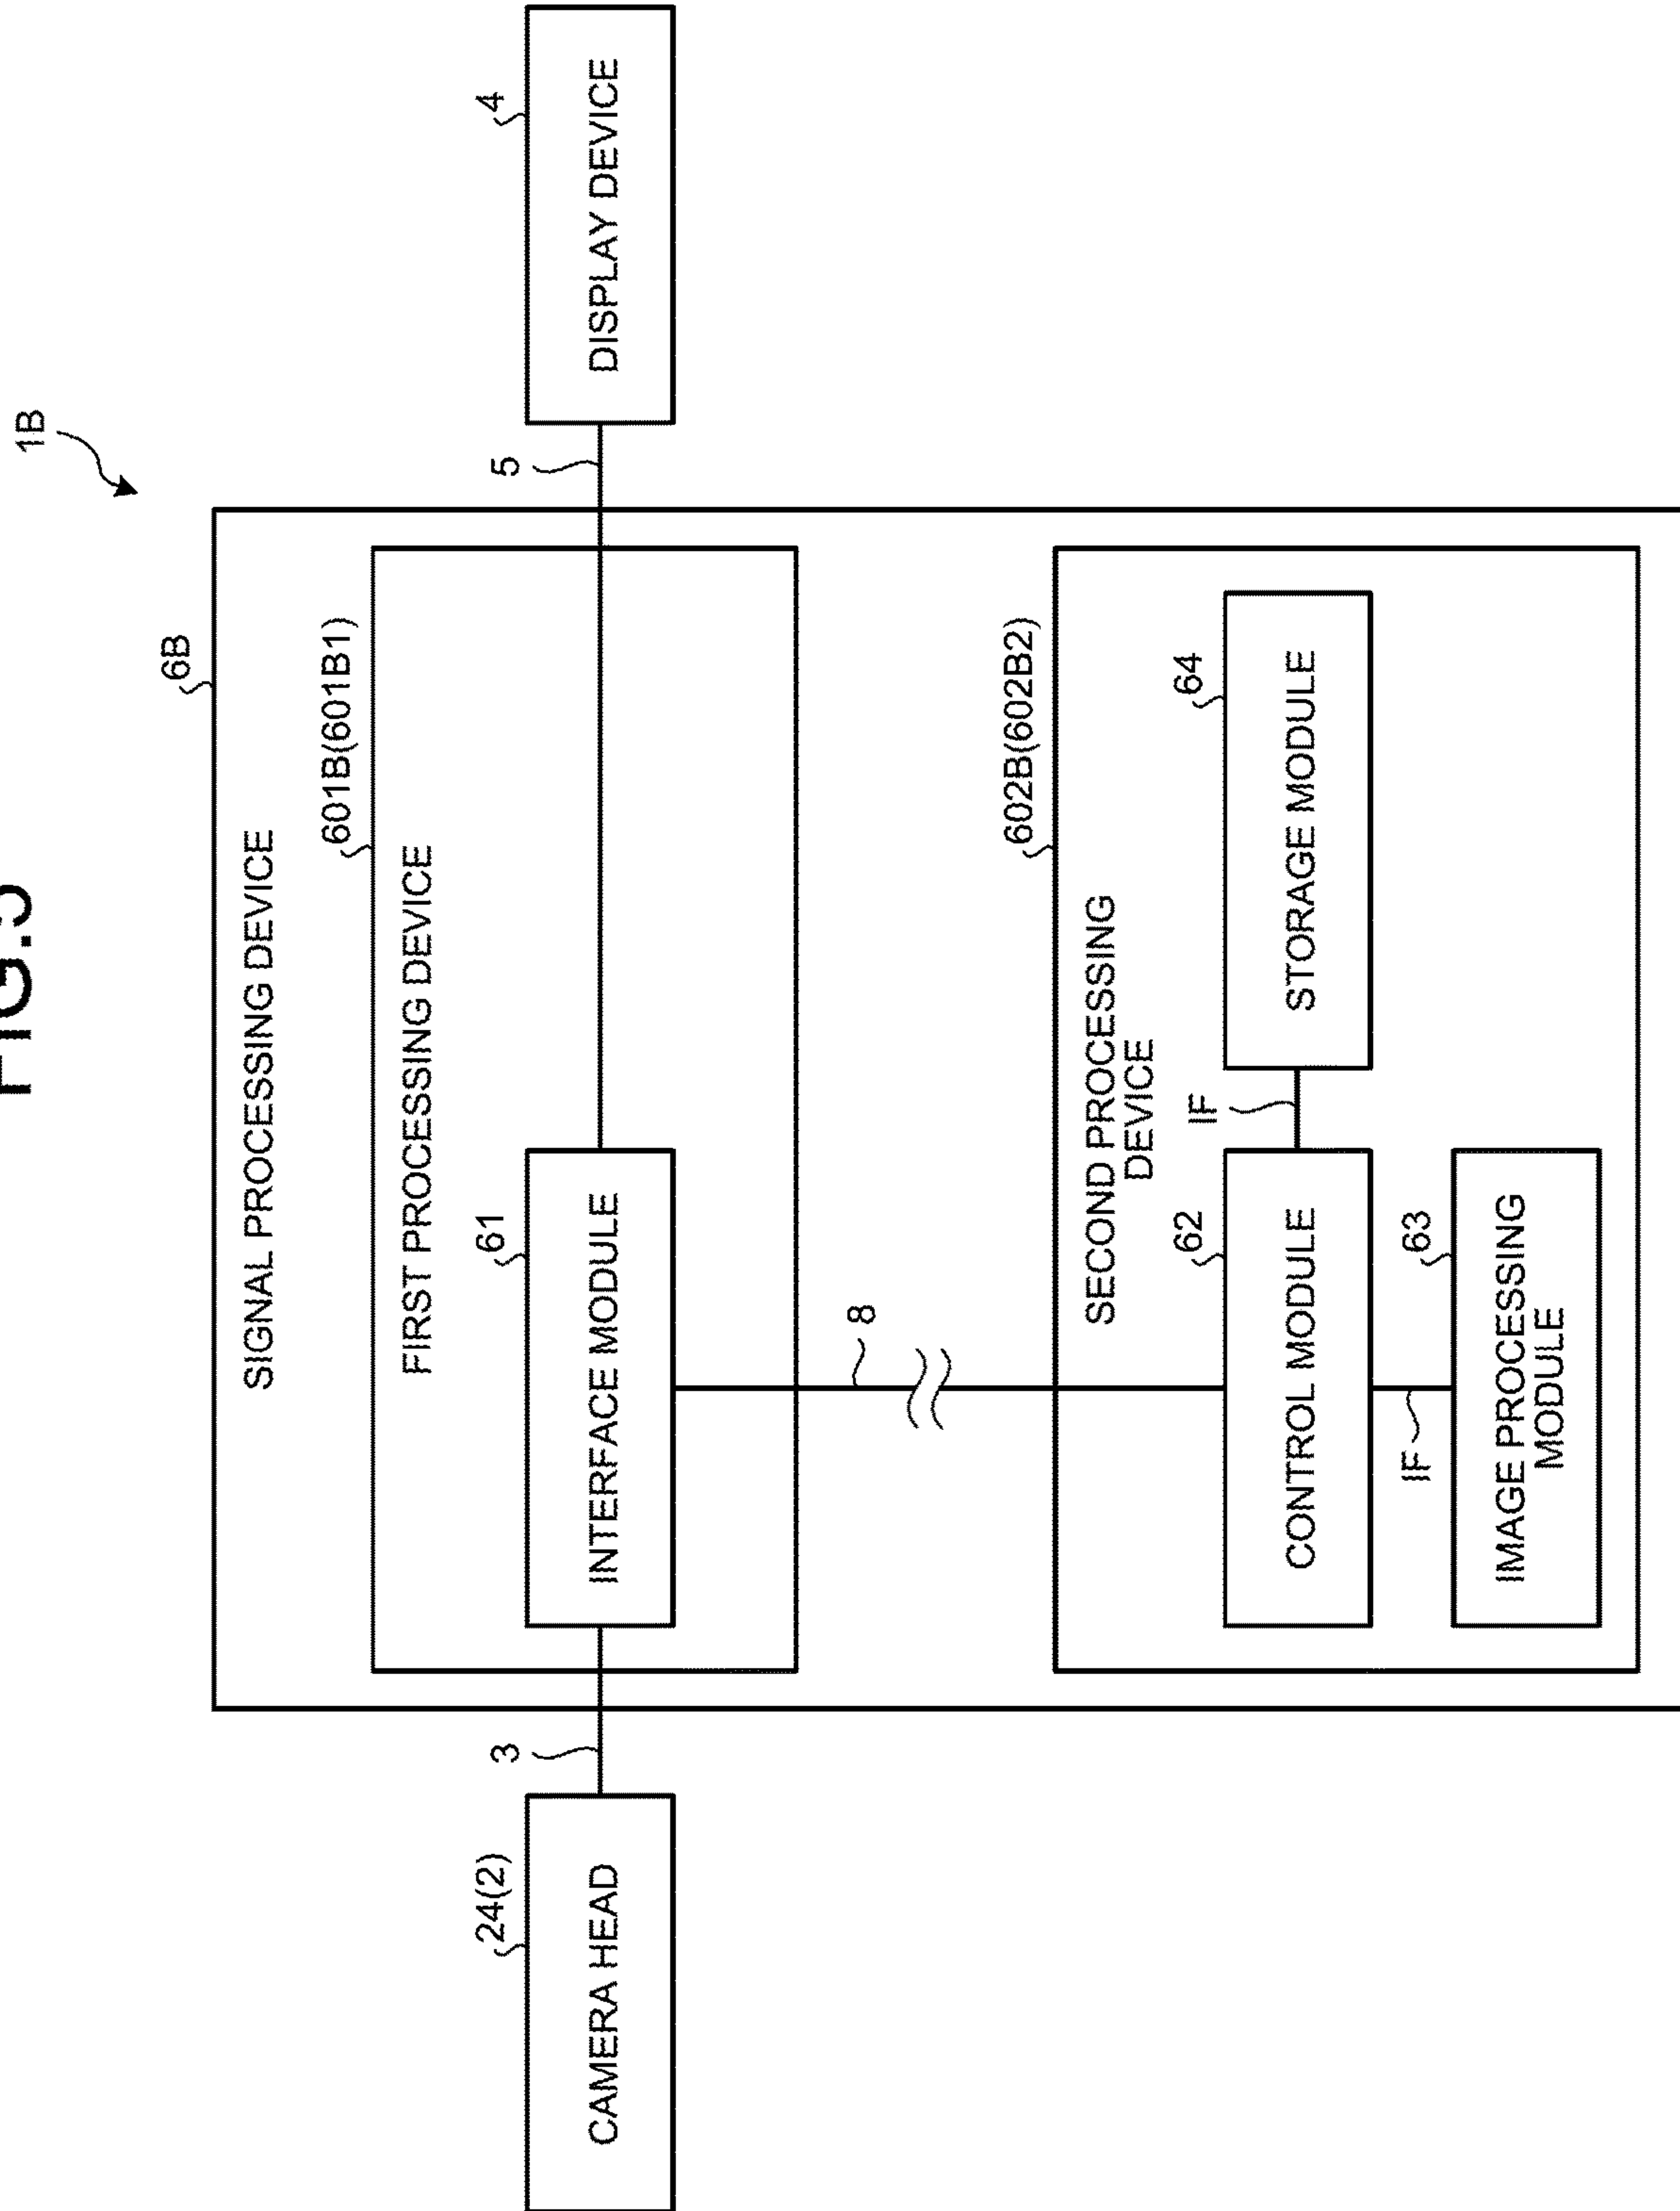 FIG.
1B
6B
SIGNAL PROCESSING DEVICE
601B(601B1)
FIRST PROCESSING DEVICE
24(2)
3
61
5
4
CAMERA HEAD
INTERFACE MODULE
DISPLAY DEVICE
8
602B(602B2)
SECOND PROCESSING
DEVICE
62
IF
64
CONTROL MODULE
STORAGE MODULE
IF
63
IMAGE PROCESSING
MODULE